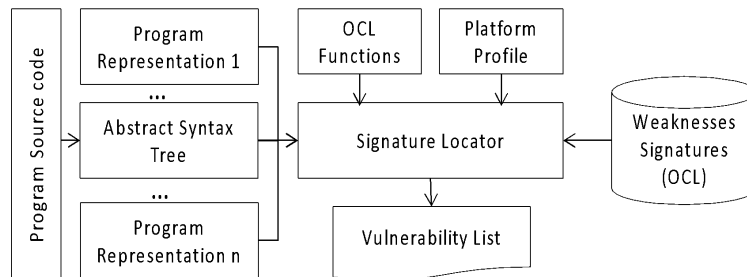 Program Source code
Program
Representation 1
...
Abstract Syntax
Tree
...
Program
Representation n
OCL
Functions
Platform
Profile
Signature Locator
Vulnerability List
Weaknesses
Signatures
(OCL)